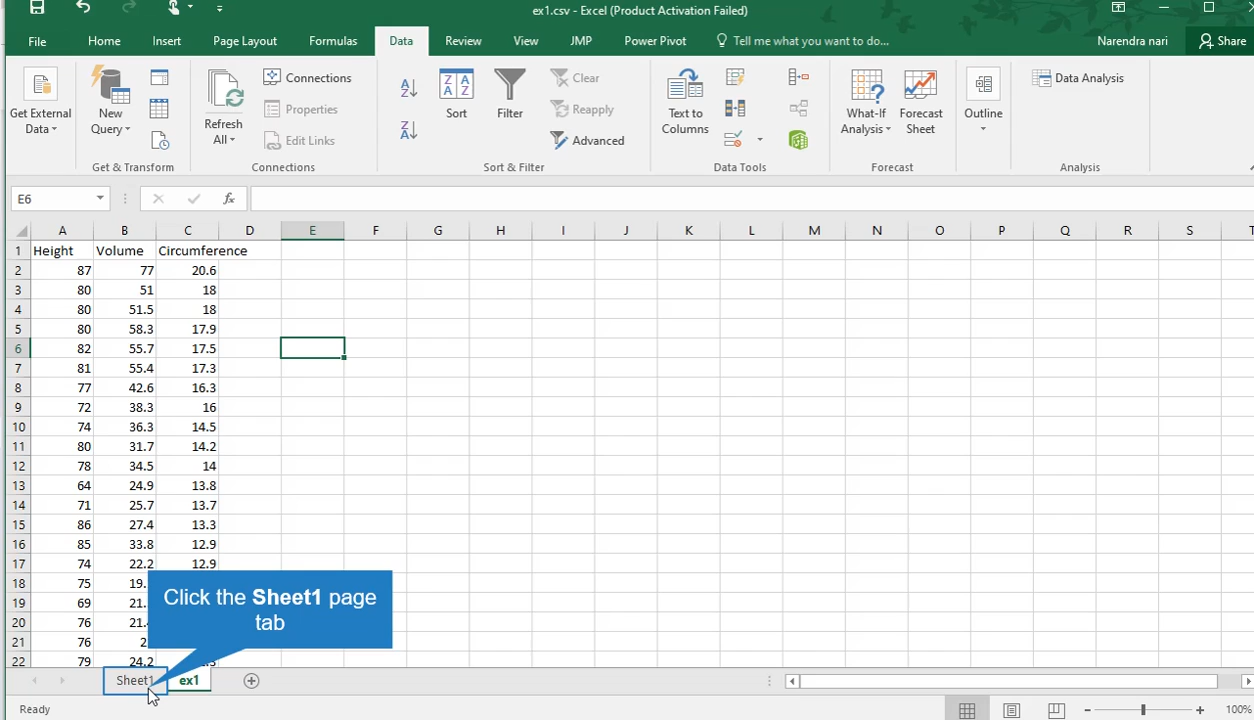 ex1.csv - Excel (Product Activation Failed)
File Home Insert Page Layout Formulas Data Review View JMP Power Pivot Tell me what you want to do... Narendra nari Share
Get External Data
New Query
Get & Transform
Refresh All
Connections
Properties
Edit Links
Connections
Sort
Filter
Clear
Reapply
Advanced
Sort & Filter
Text to Columns
Data Tools
What-If Analysis
Forecast Sheet
Forecast
Outline
Data Analysis
Analysis
E6 fx
A B C D E F G H I J K L M N O P Q R S T
1 Height Volume Circumference
2 87 77 20.6
3 80 51 18
4 80 51.5 18
5 80 58.3 17.9
6 82 55.7 17.5
7 81 55.4 17.3
8 77 42.6 16.3
9 72 38.3 16
10 74 36.3 14.5
11 80 31.7 14.2
12 78 34.5 14
13 64 24.9 13.8
14 71 25.7 13.7
15 86 27.4 13.3
16 85 33.8 12.9
17 74 22.2 12.9
18 75 19.
19 69 21.
20 76 21.
21 76 2
22 79 24.2
Click the Sheet1 page
tab
Sheet1 ex1
Ready 100%